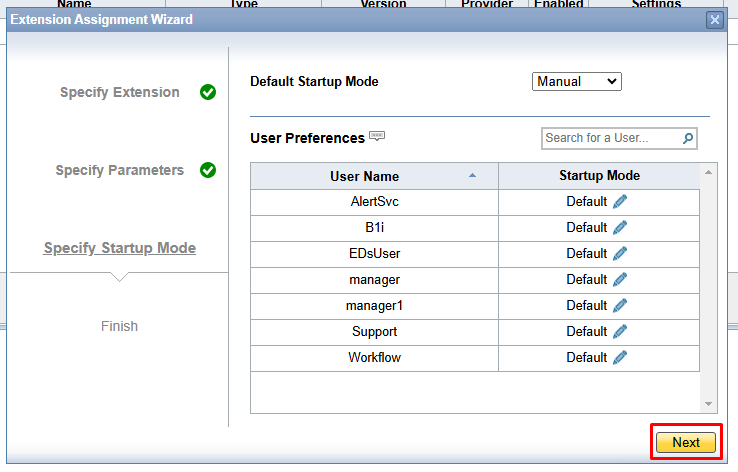 Name Type Version Provider Enabled Settings
Extension Assignment Wizard
Specify Extension
Specify Parameters
Specify Startup Mode
Finish
Default Startup Mode Manual
User Preferences Search for a User...
User Name Startup Mode
AlertSvc Default
B1i Default
EDsUser Default
manager Default
manager1 Default
Support Default
Workflow Default
Next